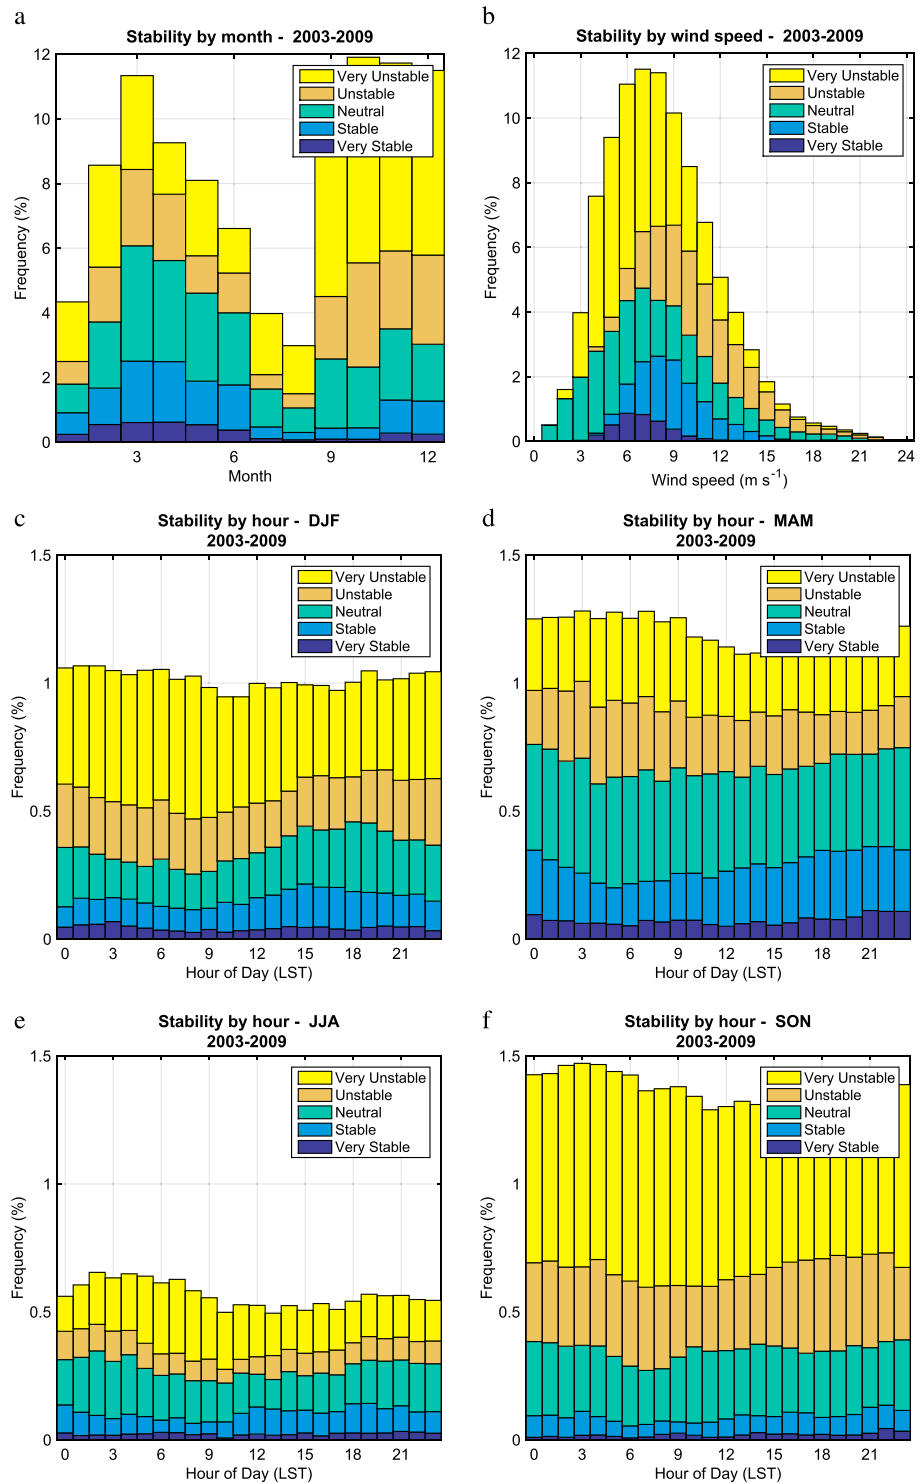 a
Stability by month - 2003-2009
12
10
8
6
4
2
0
Frequency (%)
Very Unstable
Unstable
Neutral
Stable
Very Stable
3 6 9 12
Month
b
Stability by wind speed - 2003-2009
12
10
8
6
4
2
0
Frequency (%)
Very Unstable
Unstable
Neutral
Stable
Very Stable
0 3 6 9 12 15 18 21 24
Wind speed (m s⁻¹)
c
Stability by hour - DJF
2003-2009
1.5
1
0.5
0
Frequency (%)
Very Unstable
Unstable
Neutral
Stable
Very Stable
0 3 6 9 12 15 18 21
Hour of Day (LST)
d
Stability by hour - MAM
2003-2009
1.5
1
0.5
0
Frequency (%)
Very Unstable
Unstable
Neutral
Stable
Very Stable
0 3 6 9 12 15 18 21
Hour of Day (LST)
e
Stability by hour - JJA
2003-2009
1.5
1
0.5
0
Frequency (%)
Very Unstable
Unstable
Neutral
Stable
Very Stable
0 3 6 9 12 15 18 21
Hour of Day (LST)
f
Stability by hour - SON
2003-2009
1.5
1
0.5
0
Frequency (%)
Very Unstable
Unstable
Neutral
Stable
Very Stable
0 3 6 9 12 15 18 21
Hour of Day (LST)